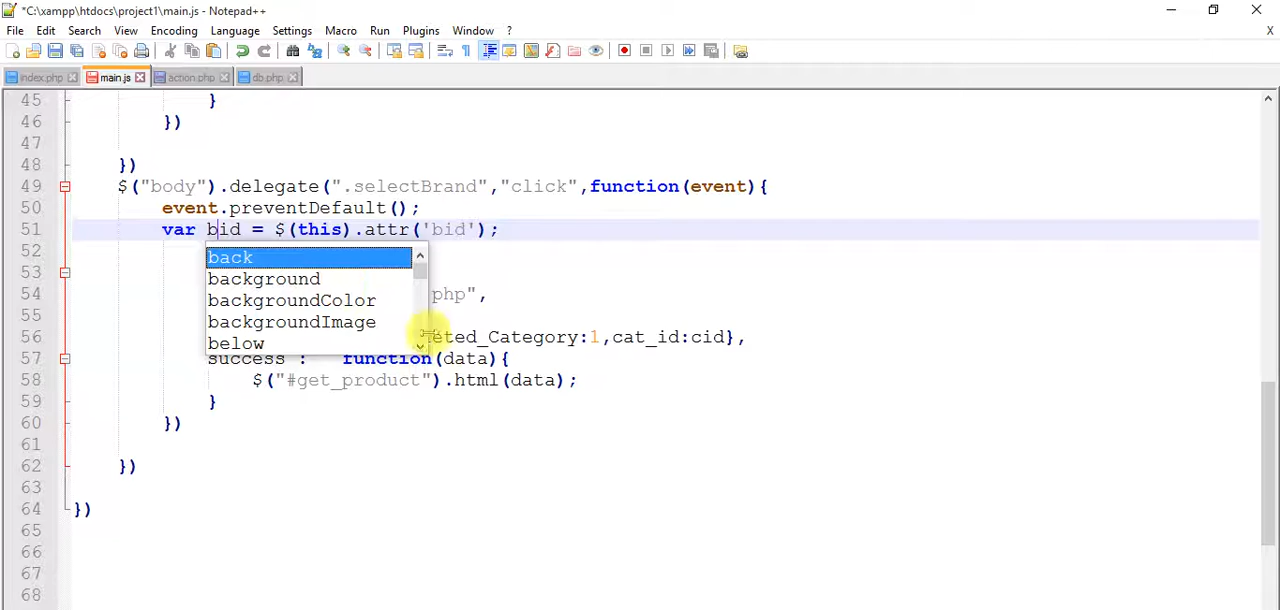 *C:\xampp\htdocs\project1\main.js - Notepad++
File Edit Search View Encoding Language Settings Macro Run Plugins Window ? X
index.php main.js action.php db.php
45 }
46 })
47
48 })
49 $("body").delegate(".selectBrand","click",function(event){
50 event.preventDefault();
51 var bid = $(this).attr('bid');
52 back
53 background
54 backgroundColor php",
55 backgroundImage
56 below eted_Category:1,cat_id:cid},
57 success : function(data){
58 $("#get_product").html(data);
59 }
60 })
61
62 })
63
64 })
65
66
67
68